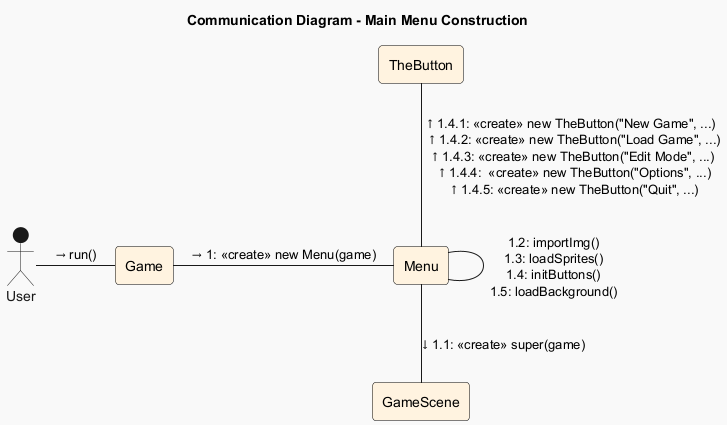 Communication Diagram - Main Menu Construction
TheButton
↑ 1.4.1: «create» new TheButton("New Game", ...)
↑ 1.4.2: «create» new TheButton("Load Game", ...)
↑ 1.4.3: «create» new TheButton("Edit Mode", ...)
↑ 1.4.4:  «create» new TheButton("Options", ...)
↑ 1.4.5: «create» new TheButton("Quit", ...)
User
→ run()
Game
→ 1: «create» new Menu(game)
Menu
1.2: importImg()
1.3: loadSprites()
1.4: initButtons()
1.5: loadBackground()
↓ 1.1: «create» super(game)
GameScene